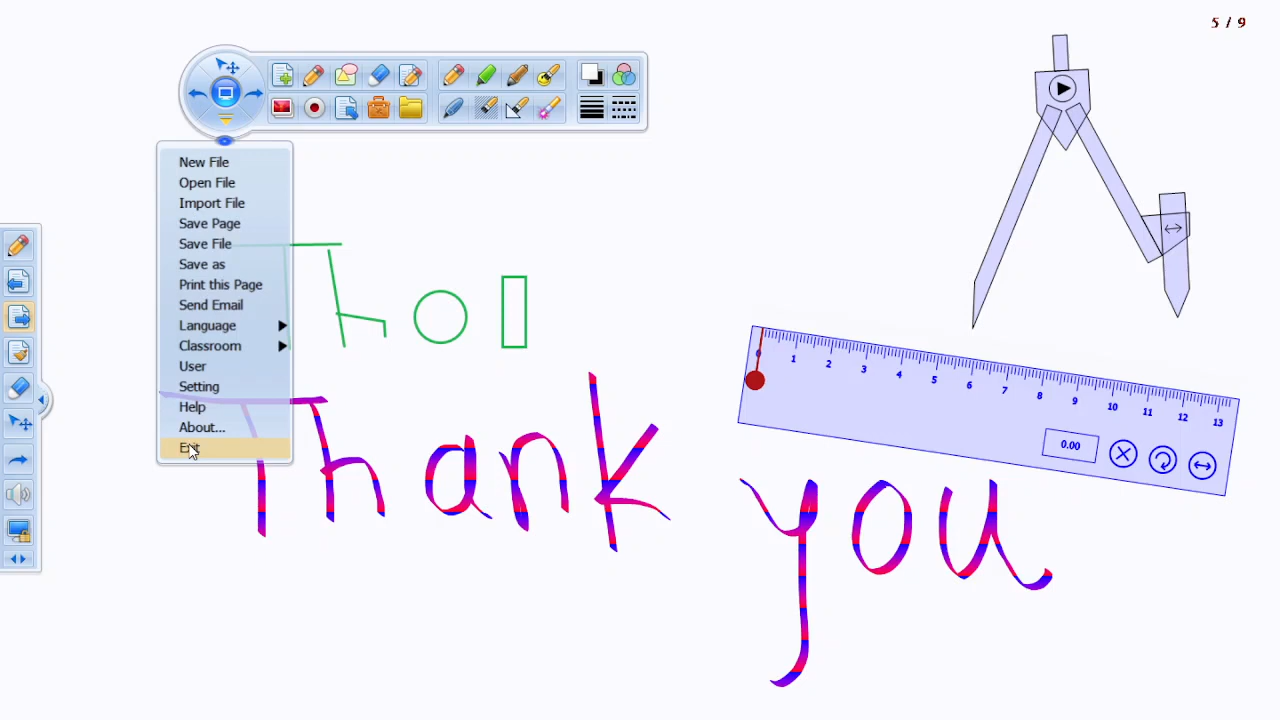 5 / 9
New File
Open File
Import File
Save Page
Save File
Save as
Print this Page
Send Email
Language
Classroom
User
Setting
Help
About...
Exit
0 1 2 3 4 5 6 7 8 9 10 11 12 13
0.00
Thank you